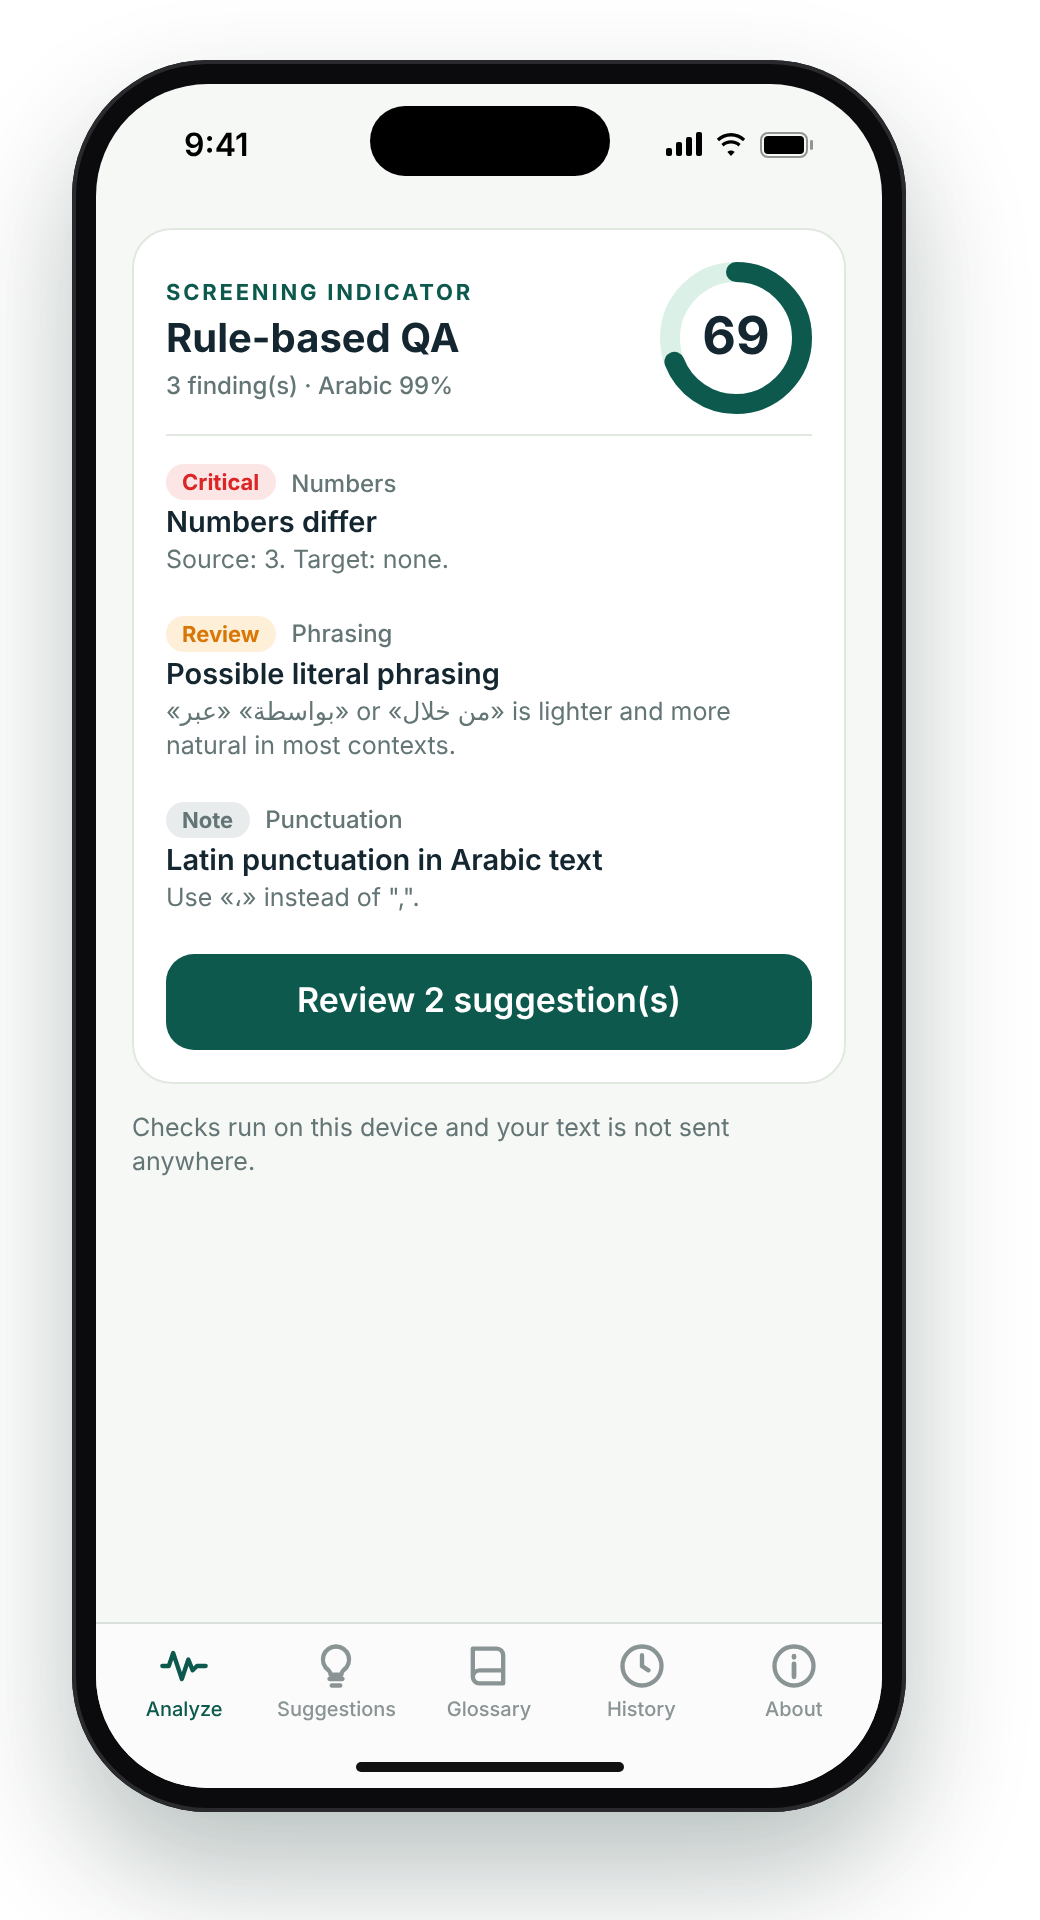 9:41
SCREENING INDICATOR
Rule-based QA
3 finding(s) · Arabic 99%
69
Critical Numbers
Numbers differ
Source: 3. Target: none.
Review Phrasing
Possible literal phrasing
«عبر» «بواسطة» or «من خلال» is lighter and more
natural in most contexts.
Note Punctuation
Latin punctuation in Arabic text
Use «،» instead of ",".
Review 2 suggestion(s)
Checks run on this device and your text is not sent
anywhere.
Analyze Suggestions Glossary History About